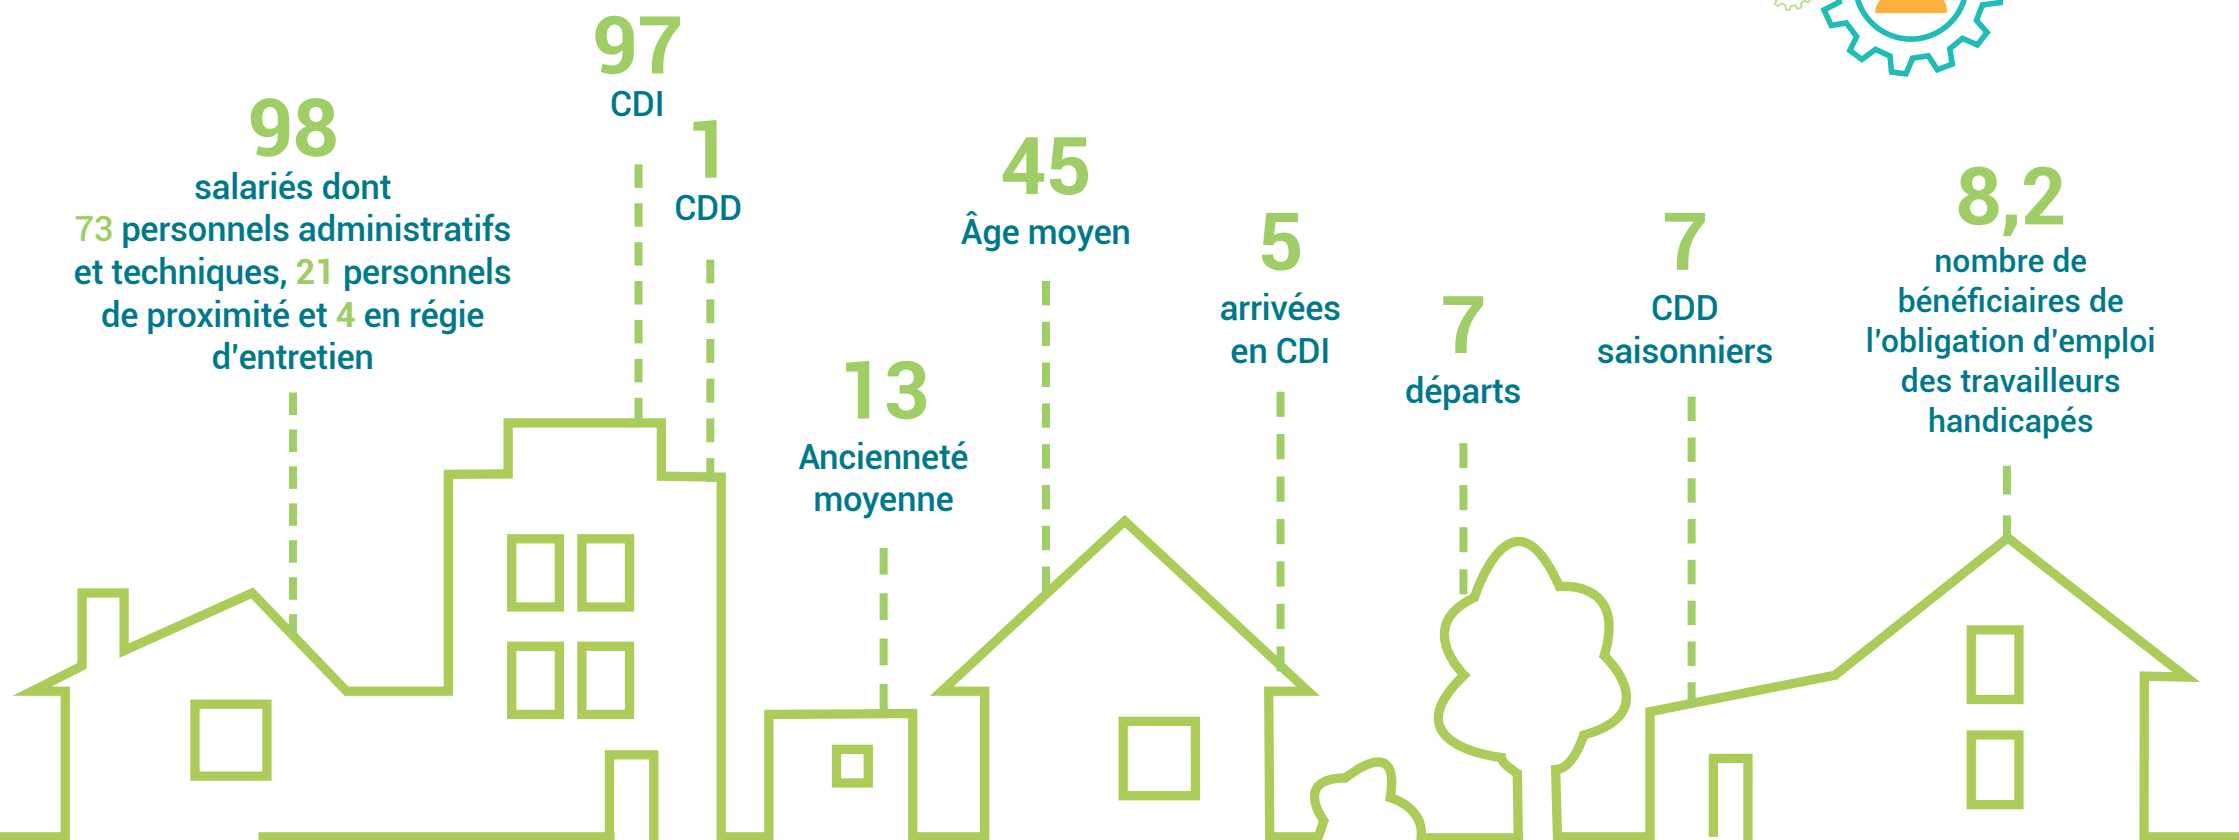 98
salariés dont
73 personnels administratifs
et techniques, 21 personnels
de proximité et 4 en régie
d'entretien
97
CDI
1
CDD
13
Ancienneté
moyenne
45
Âge moyen
5
arrivées
en CDI
7
départs
7
CDD
saisonniers
8,2
nombre de
bénéficiaires de
l'obligation d'emploi
des travailleurs
handicapés